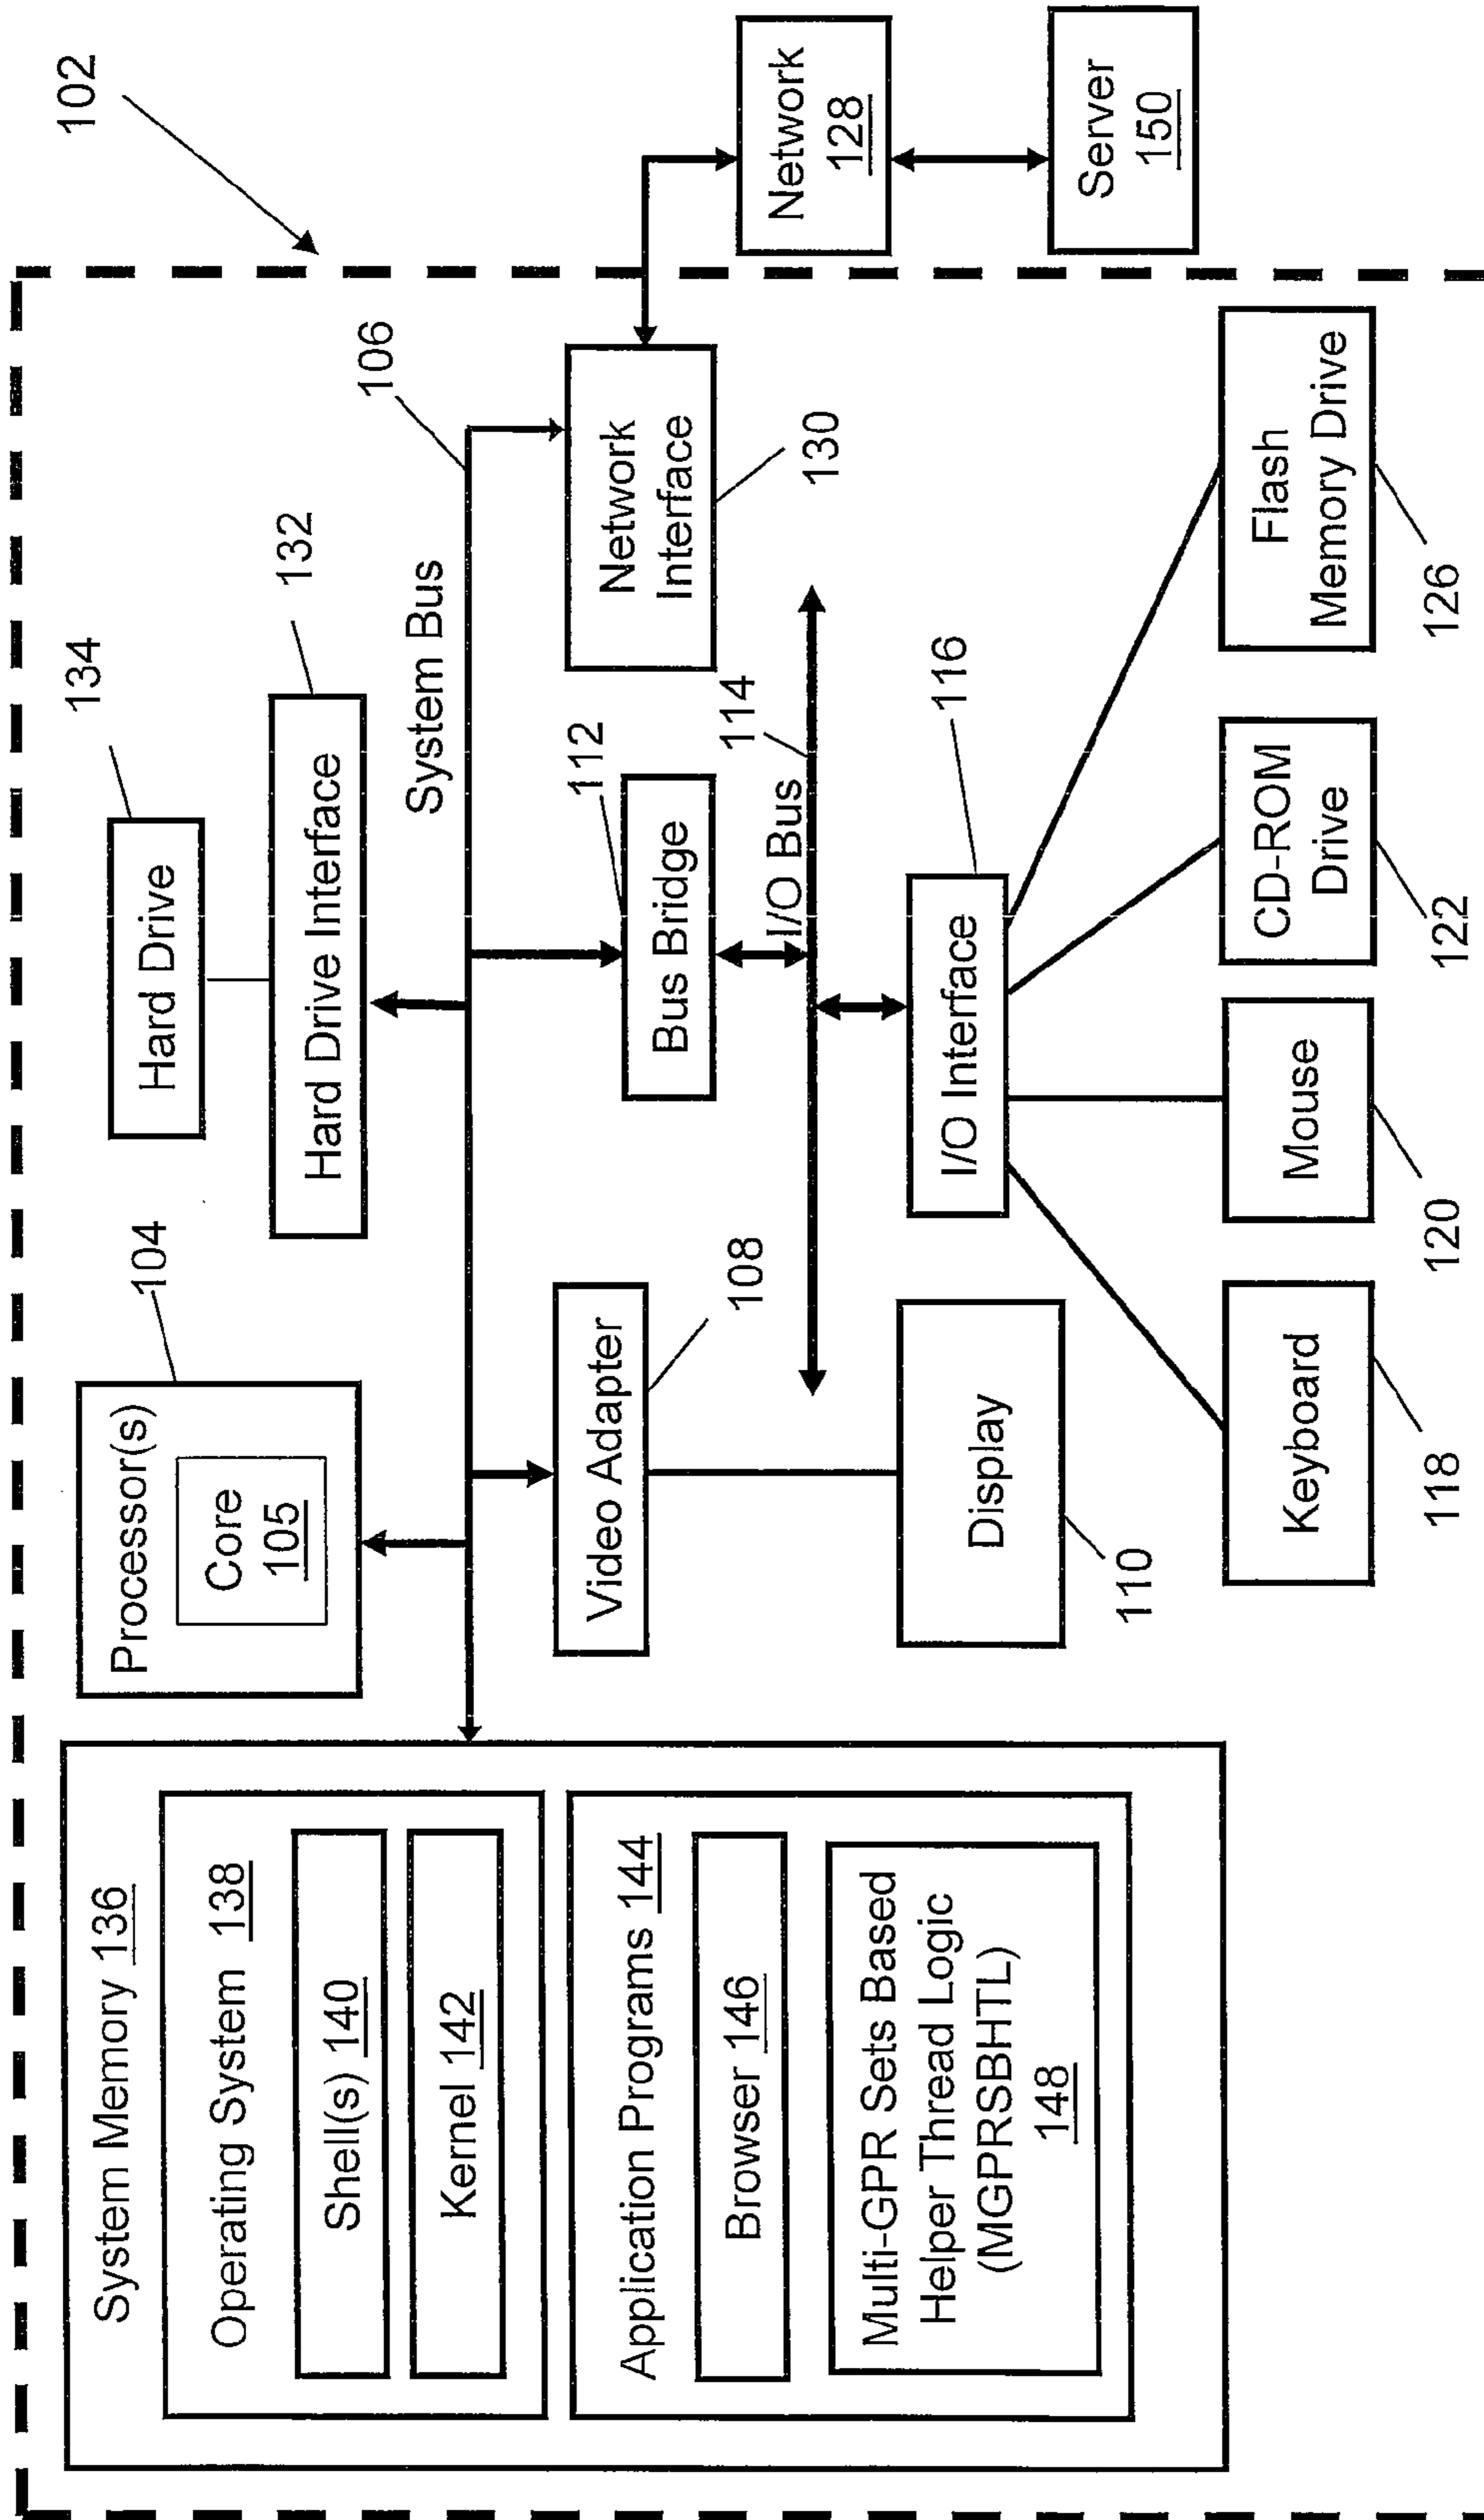 102
System Memory 136
Operating System 138
Shell(s) 140
Kernel 142
Application Programs 144
Browser 146
Multi-GPR Sets Based
Helper Thread Logic
(MGPRSBHTL)
148
Processor(s)
Core
105
104
Hard Drive
134
Hard Drive Interface
132
System Bus
106
Video Adapter
108
Bus Bridge
112
Network
Interface
130
Network
128
Server
150
I/O Bus
114
Display
110
I/O Interface
116
Keyboard
118
Mouse
120
CD-ROM
Drive
122
Flash
Memory Drive
126